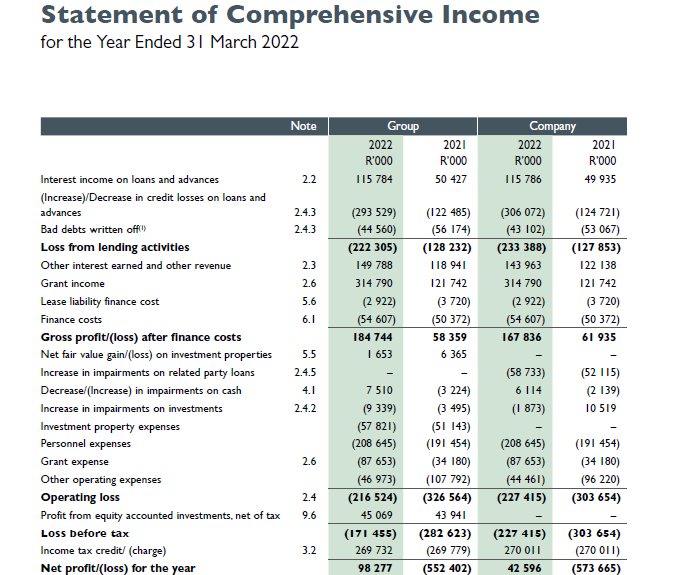 Statement of Comprehensive Income
for the Year Ended 31 March 2022
Note Group Company
2022 2021 2022 2021
R'000 R'000 R'000 R'000
Interest income on loans and advances 2.2 115 784 50 427 115 786 49 935
(Increase)/Decrease in credit losses on loans and
advances 2.4.3 (293 529) (122 485) (306 072) (124 721)
Bad debts written off(1) 2.4.3 (44 560) (56 174) (43 102) (53 067)
Loss from lending activities (222 305) (128 232) (233 388) (127 853)
Other interest earned and other revenue 2.3 149 788 118 941 143 963 122 138
Grant income 2.6 314 790 121 742 314 790 121 742
Lease liability finance cost 5.6 (2 922) (3 720) (2 922) (3 720)
Finance costs 6.1 (54 607) (50 372) (54 607) (50 372)
Gross profit/(loss) after finance costs 184 744 58 359 167 836 61 935
Net fair value gain/(loss) on investment properties 5.5 1 653 6 365 – –
Increase in impairments on related party loans 2.4.5 – – (58 733) (52 115)
Decrease/(Increase) in impairments on cash 4.1 7 510 (3 224) 6 114 (2 139)
Increase in impairments on investments 2.4.2 (9 339) (3 495) (1 873) 10 519
Investment property expenses (57 821) (51 143) – –
Personnel expenses (208 645) (191 454) (208 645) (191 454)
Grant expense 2.6 (87 653) (34 180) (87 653) (34 180)
Other operating expenses (46 973) (107 792) (44 461) (96 220)
Operating loss 2.4 (216 524) (326 564) (227 415) (303 654)
Profit from equity accounted investments, net of tax 9.6 45 069 43 941 – –
Loss before tax (171 455) (282 623) (227 415) (303 654)
Income tax credit/ (charge) 3.2 269 732 (269 779) 270 011 (270 011)
Net profit/(loss) for the year 98 277 (552 402) 42 596 (573 665)